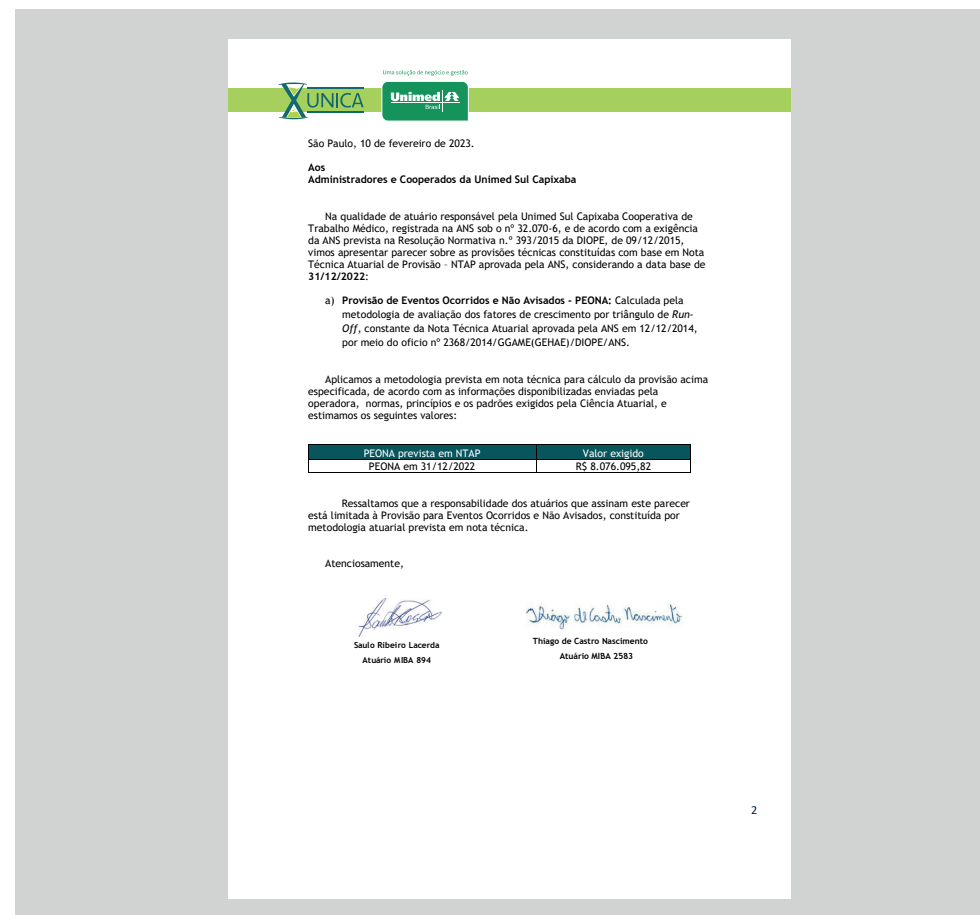 Uma solução de negócio e gestão
UNICA
Unimed
Brasil
São Paulo, 10 de fevereiro de 2023.
Aos
Administradores e Cooperados da Unimed Sul Capixaba
Na qualidade de atuário responsável pela Unimed Sul Capixaba Cooperativa de
Trabalho Médico, registrada na ANS sob o nº 32.070-6, e de acordo com a exigência
da ANS prevista na Resolução Normativa n.º 393/2015 da DIOPE, de 09/12/2015,
vimos apresentar parecer sobre as provisões técnicas constituídas com base em Nota
Técnica Atuarial de Provisão – NTAP aprovada pela ANS, considerando a data base de
31/12/2022:
a) Provisão de Eventos Ocorridos e Não Avisados - PEONA: Calculada pela
metodologia de avaliação dos fatores de crescimento por triângulo de Run-
Off, constante da Nota Técnica Atuarial aprovada pela ANS em 12/12/2014,
por meio do oficio nº 2368/2014/GGAME(GEHAE)/DIOPE/ANS.
Aplicamos a metodologia prevista em nota técnica para cálculo da provisão acima
especificada, de acordo com as informações disponibilizadas enviadas pela
operadora, normas, princípios e os padrões exigidos pela Ciência Atuarial, e
estimamos os seguintes valores:
PEONA prevista em NTAP Valor exigido
PEONA em 31/12/2022 R$ 8.076.095,82
Ressaltamos que a responsabilidade dos atuários que assinam este parecer
está limitada à Provisão para Eventos Ocorridos e Não Avisados, constituída por
metodologia atuarial prevista em nota técnica.
Atenciosamente,
Thiago de Castro Nascimento
Saulo Ribeiro Lacerda
Atuário MIBA 894
Thiago de Castro Nascimento
Atuário MIBA 2583
2